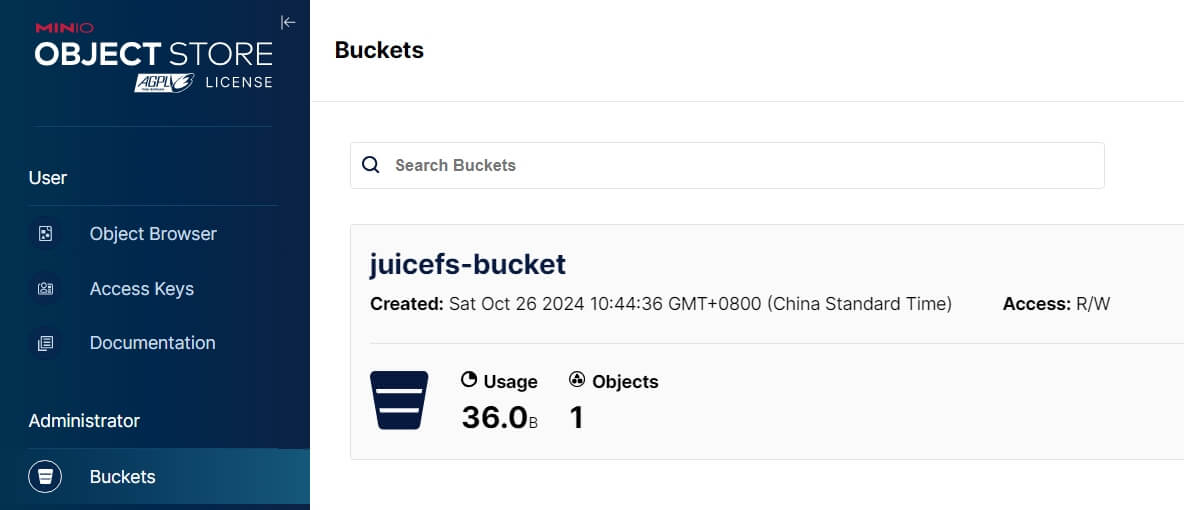 MINIO
OBJECT STORE
AGPLV3 LICENSE
User
Object Browser
Access Keys
Documentation
Administrator
Buckets
Buckets
Search Buckets
juicefs-bucket
Created: Sat Oct 26 2024 10:44:36 GMT+0800 (China Standard Time) Access: R/W
Usage Objects
36.0B 1